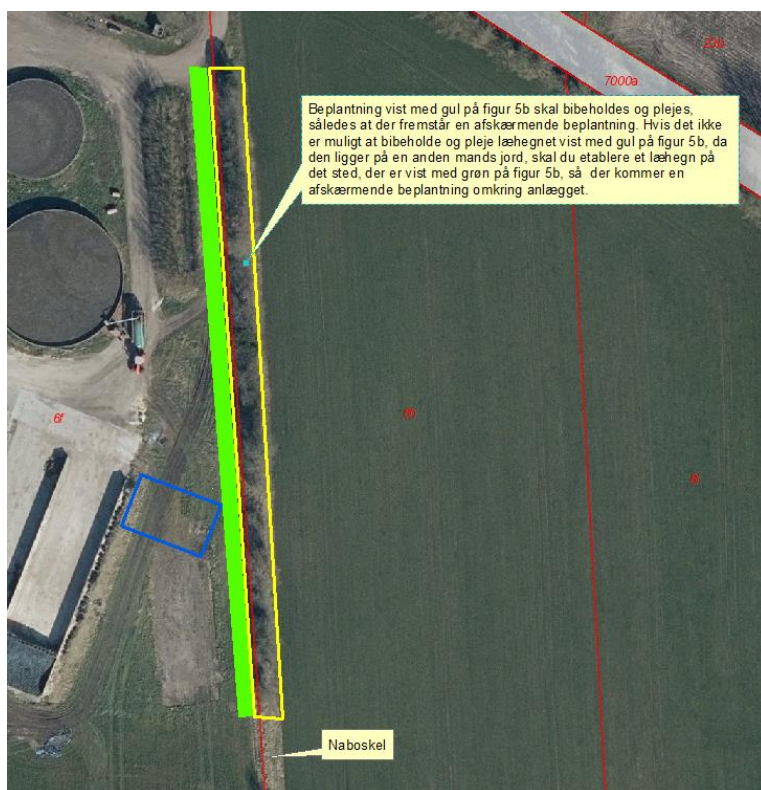 7000a
Beplantning vist med gul på figur 5b skal bibeholdes og plejes,
således at der fremstår en afskærmende beplantning. Hvis det ikke
er muligt at bibeholde og pleje læhegnet vist med gul på figur 5b, da
den ligger på en anden mands jord, skal du etablere et læhegn på
det sted, der er vist med grøn på figur 5b, så  der kommer en
afskærmende beplantning omkring anlægget.
6f
Naboskel